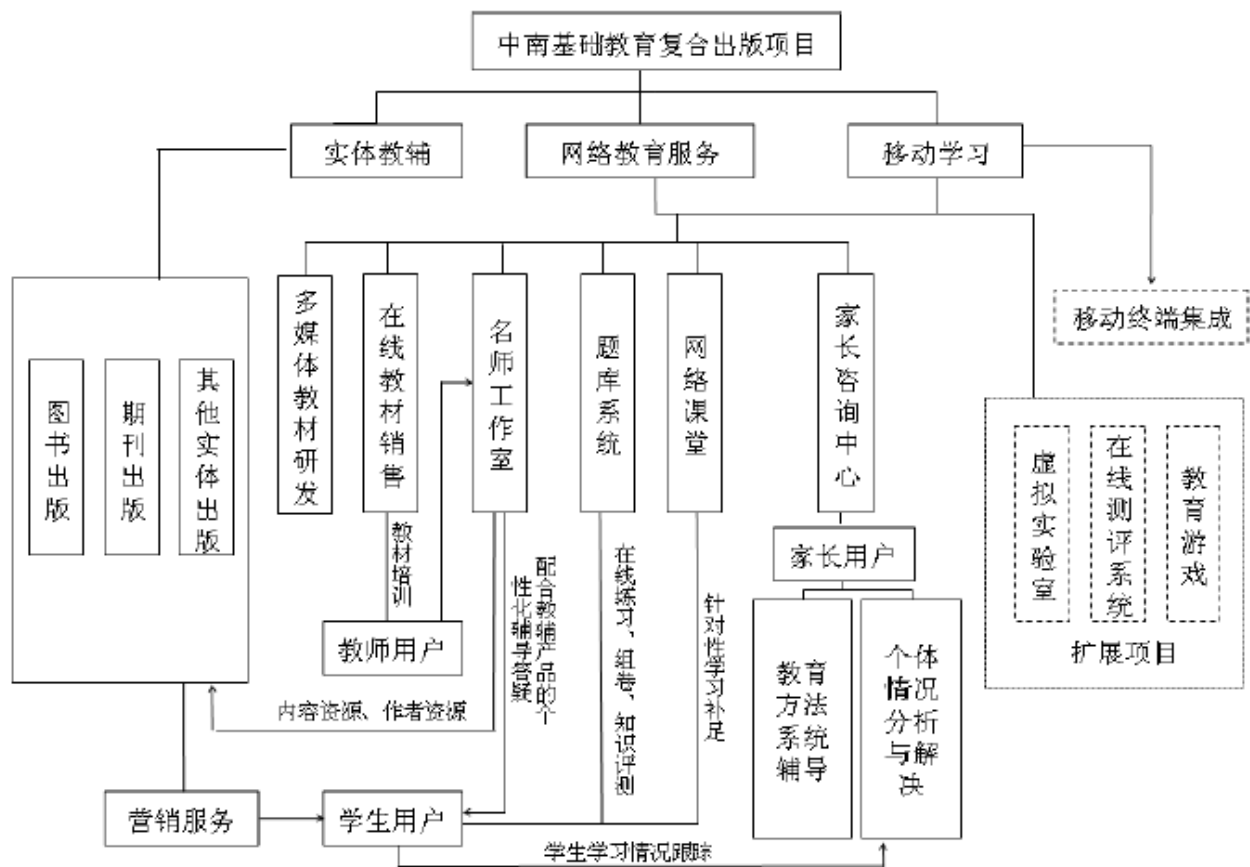 中南基础教育复合出版项目
实体教辅
网络教育服务
移动学习
图书出版
期刊出版
其他实体出版
多媒体教材研发
在线教材销售
名师工作室
题库系统
网络课堂
家长咨询中心
移动终端集成
虚拟实验室
在线测评系统
教育游戏
扩展项目
教材培训
教师用户
配合教辅产品的个
性化辅导答疑
在线练习、组卷、知识评测
针对性学习补足
家长用户
教育
方法
系统
辅导
个体
情况
分析
与解
决
内容资源、作者资源
营销服务
学生用户
学生学习情况跟踪